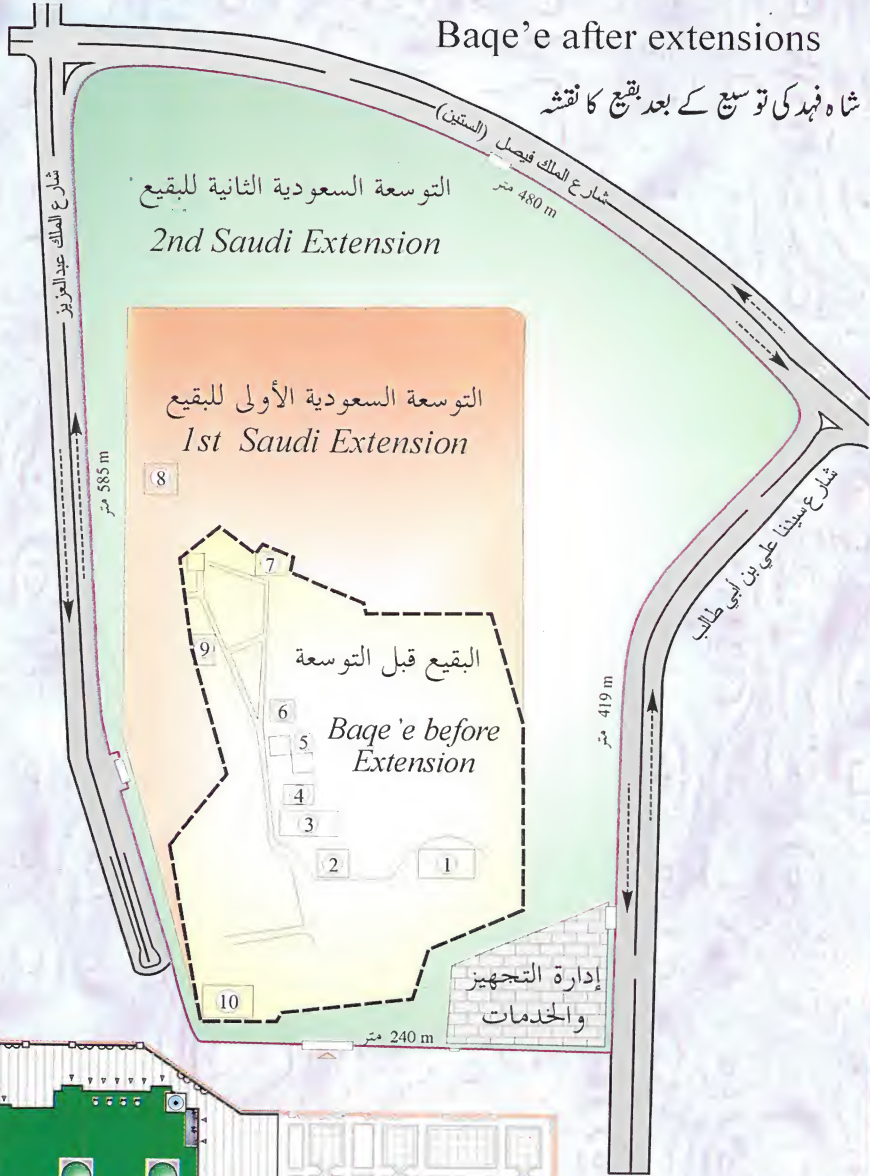 Baqe'e after extensions
شاہ فہد کی توسیع کے بعد بقیع کا نقشہ
شارع الملك فيصل (الستين)
480 m متر
شارع الملك عبدالعزيز
التوسعة السعودية الثانية للبقيع
2nd Saudi Extension
التوسعة السعودية الأولى للبقيع
1st Saudi Extension
585 m متر
8
شارع سيدنا علي بن أبي طالب
7
9
البقيع قبل التوسعة
6
Baqe'e before
Extension
5
419 m متر
4
3
2
1
إدارة التجهيز
والخدمات
10
240 m متر